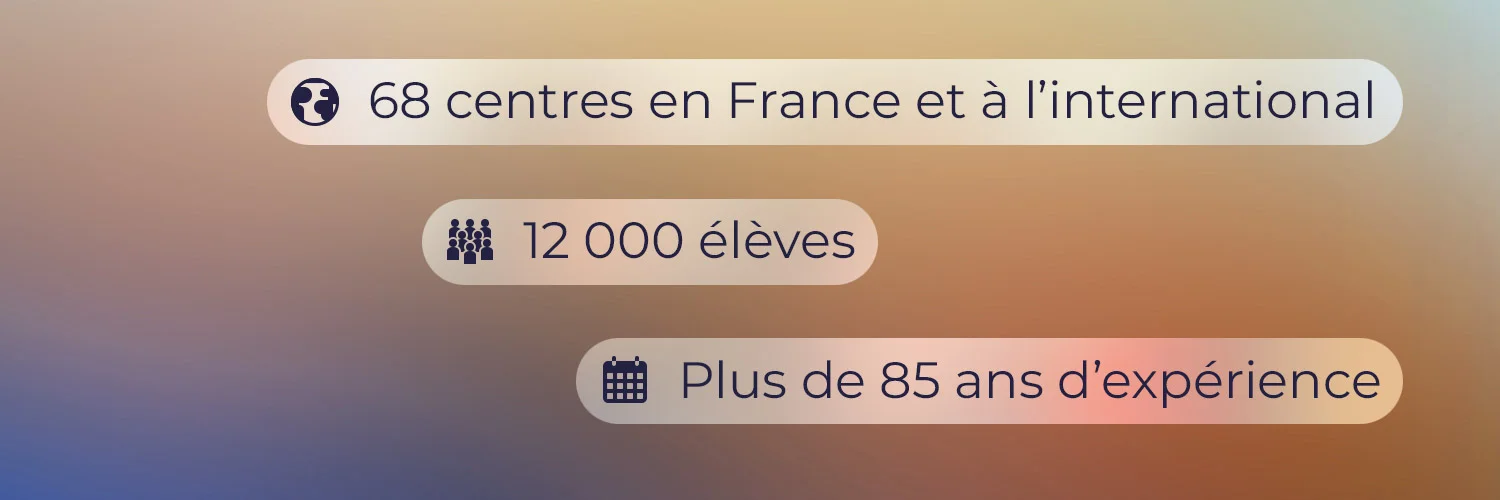 68 centres en France et à l’international
12 000 élèves
Plus de 85 ans d’expérience